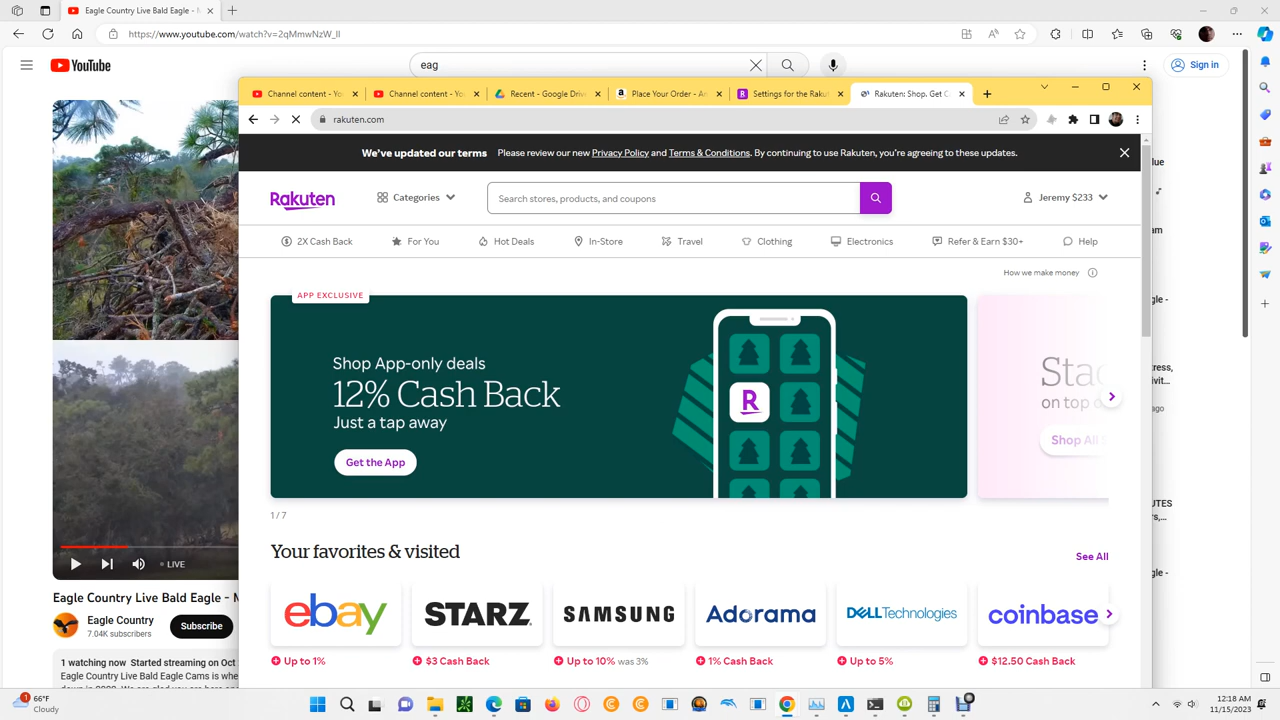 Eagle Country Live Bald Eagle - M
https://www.youtube.com/watch?v=2qMmwNzW_lI
YouTube
eag
Sign in
Channel content - Yo
Channel content - Yo
Recent - Google Driv
Place Your Order - A
Settings for the Rakut
Rakuten: Shop. Get C
rakuten.com
We've updated our terms Please review our new Privacy Policy and Terms & Conditions. By continuing to use Rakuten, you're agreeing to these updates.
Rakuten
Categories
Search stores, products, and coupons
Jeremy $233
2X Cash Back
For You
Hot Deals
In-Store
Travel
Clothing
Electronics
Refer & Earn $30+
Help
How we make money
APP EXCLUSIVE
Shop App-only deals
12% Cash Back
Just a tap away
Get the App
R
on top o
Shop All
1 / 7
Your favorites & visited
See All
ebay
STARZ
SAMSUNG
Adorama
DELLTechnologies
coinbase
Up to 1%
$3 Cash Back
Up to 10% was 3%
1% Cash Back
Up to 5%
$12.50 Cash Back
LIVE
Eagle Country Live Bald Eagle - M
Eagle Country
7.04K subscribers
Subscribe
1 watching now Started streaming on Oct
Eagle Country Live Bald Eagle Cams is whe
1
66°F
Cloudy
12:18 AM
11/15/2023